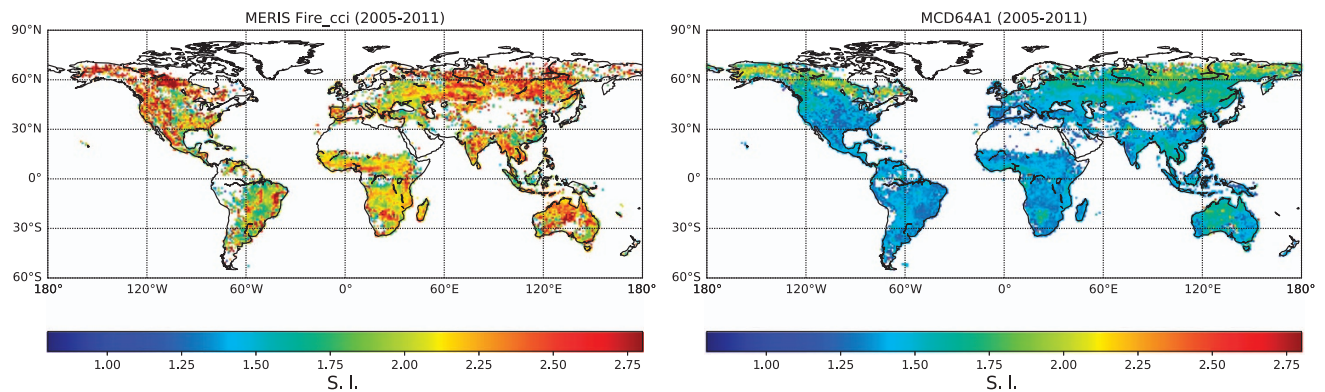 MERIS Fire_cci (2005-2011)
90°N
60°N
30°N
0°
30°S
60°S
180° 120°W 60°W 0° 60°E 120°E 180°
1.00 1.25 1.50 1.75 2.00 2.25 2.50 2.75
S. I.
MCD64A1 (2005-2011)
90°N
60°N
30°N
0°
30°S
60°S
180° 120°W 60°W 0° 60°E 120°E 180°
1.00 1.25 1.50 1.75 2.00 2.25 2.50 2.75
S. I.